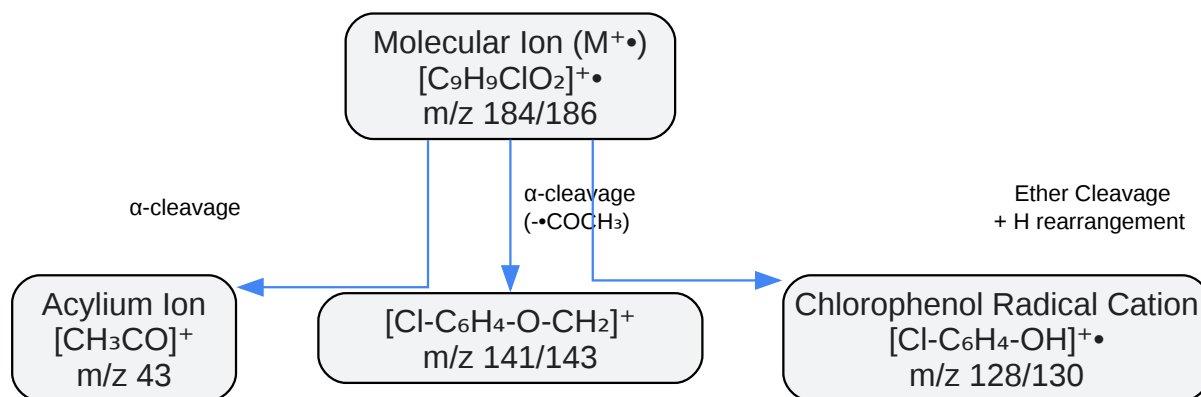 Molecular Ion (M⁺•)
[C₉H₉ClO₂]⁺•
m/z 184/186
α-cleavage
α-cleavage
(-•COCH₃)
Ether Cleavage
+ H rearrangement
Acylium Ion
[CH₃CO]⁺
m/z 43
[Cl-C₆H₄-O-CH₂]⁺
m/z 141/143
Chlorophenol Radical Cation
[Cl-C₆H₄-OH]⁺•
m/z 128/130